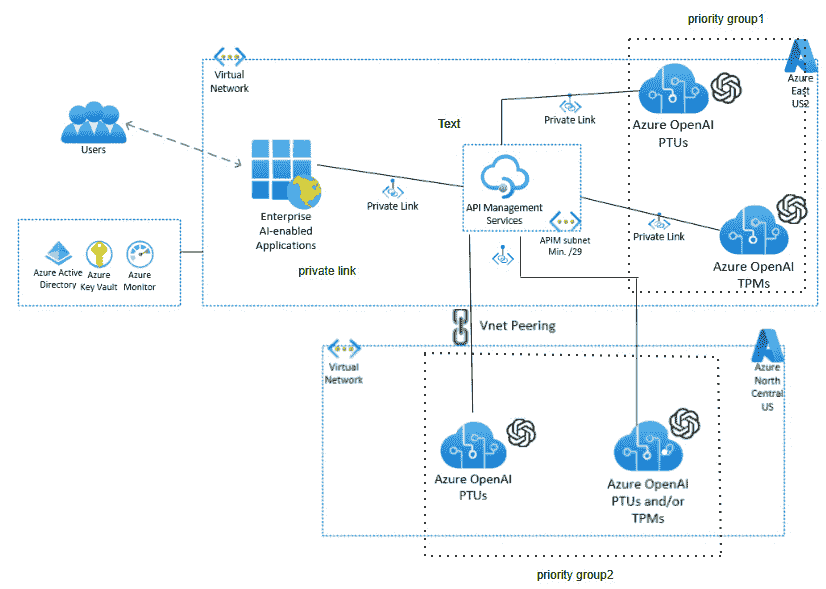 priority group1
Virtual
Network
Azure
East
US2
Users
Text
Private Link
Azure OpenAI
PTUs
Enterprise
AI-enabled
Applications
Private Link
API Management
Services
APIM subnet
Min. /29
Private Link
Azure OpenAI
TPMs
Azure Active
Directory
Azure
Key Vault
Azure
Monitor
private link
Vnet Peering
Virtual
Network
Azure
North
Central
US
Azure OpenAI
PTUs
Azure OpenAI
PTUs and/or
TPMs
priority group2